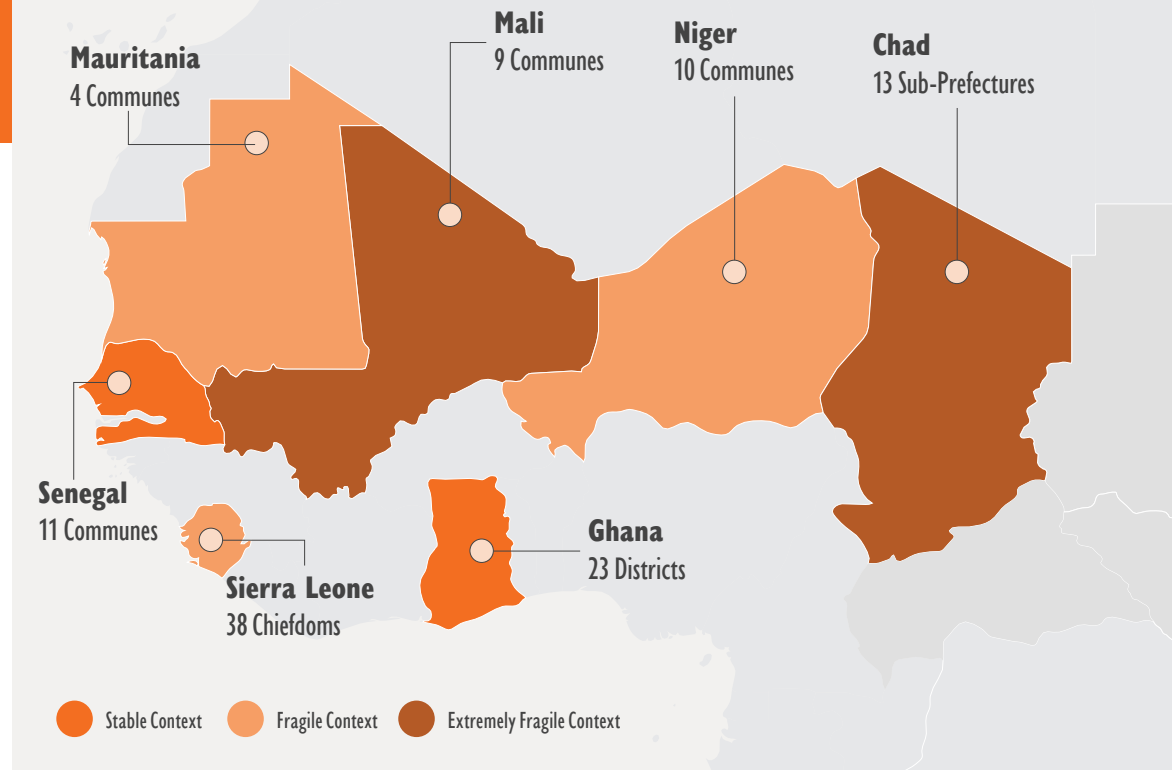 Mauritania
4 Communes
Mali
9 Communes
Niger
10 Communes
Chad
13 Sub-Prefectures
Senegal
11 Communes
Sierra Leone
38 Chiefdoms
Ghana
23 Districts
Stable Context
Fragile Context
Extremely Fragile Context